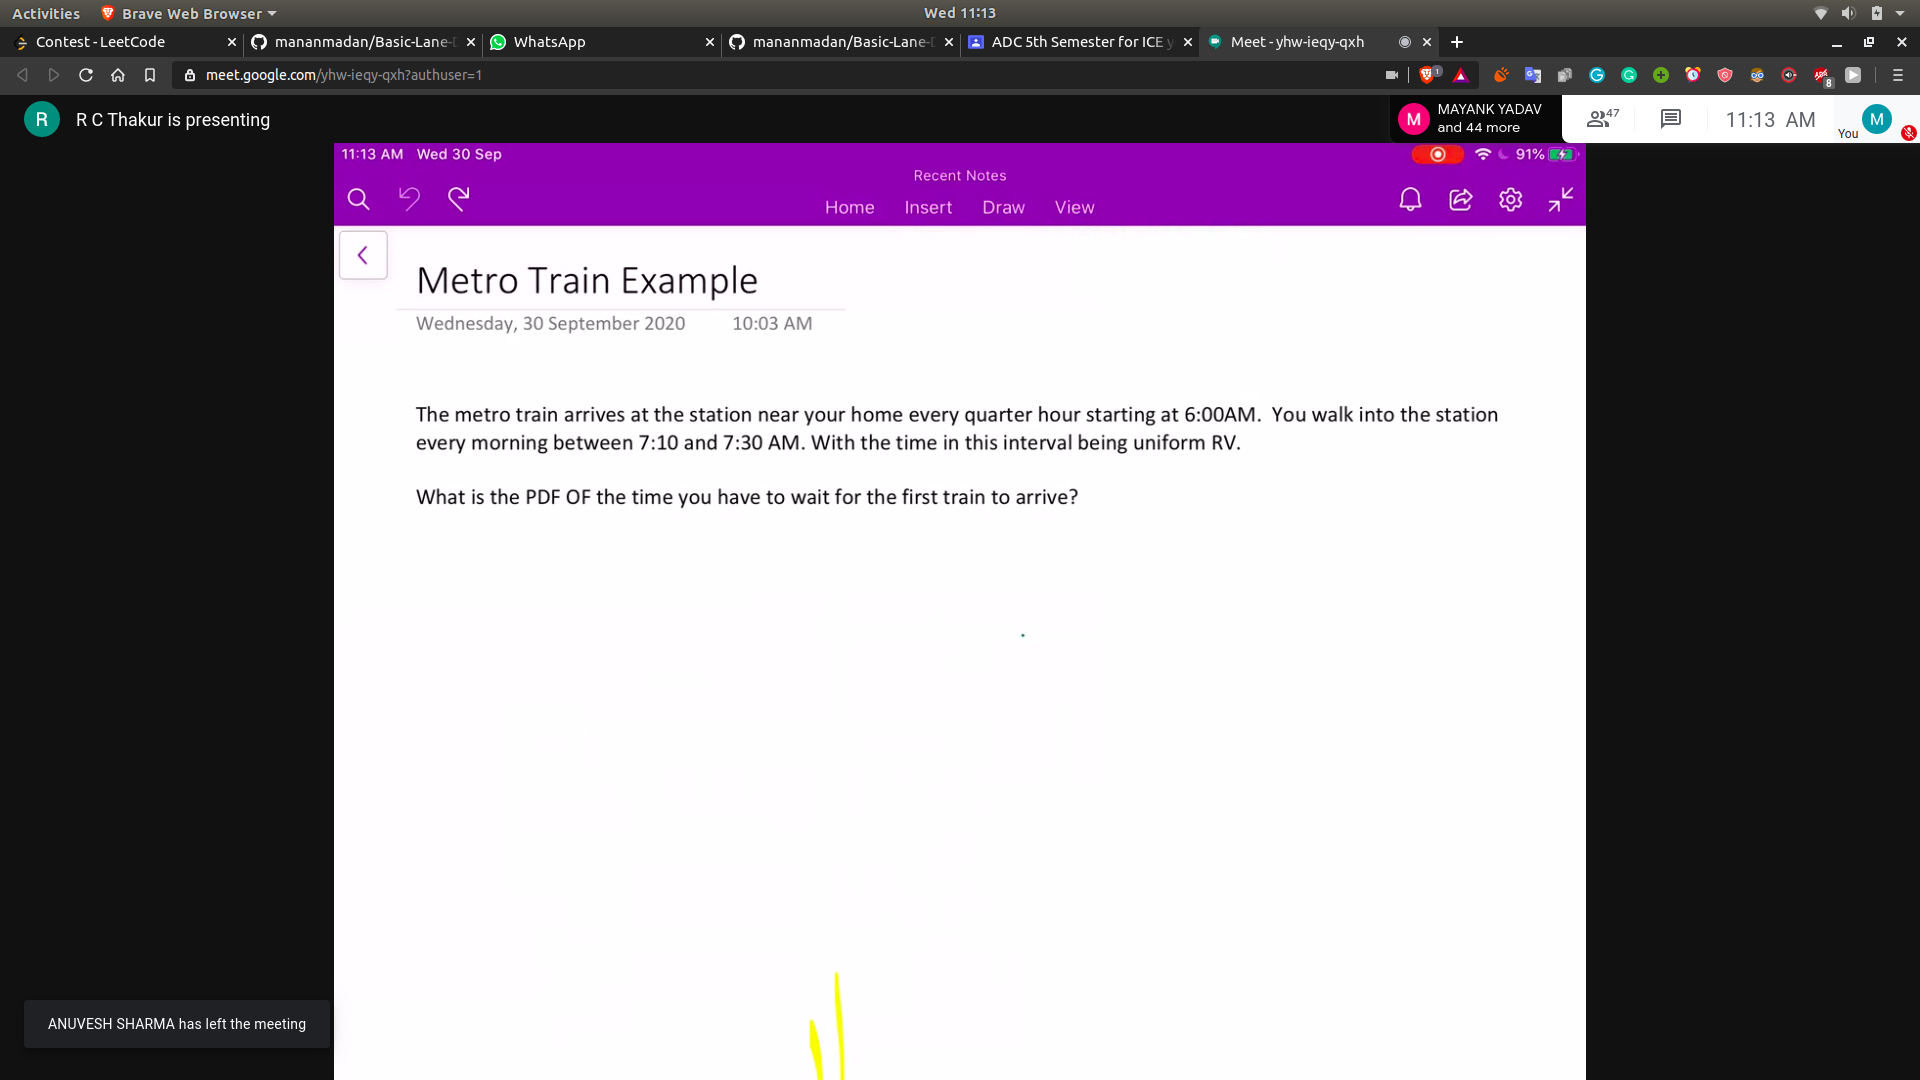 Activities Brave Web Browser Wed 11:13
Contest - LeetCode mananmadan/Basic-Lane-D WhatsApp mananmadan/Basic-Lane-D ADC 5th Semester for ICE y Meet - yhw-ieqy-qxh
meet.google.com/yhw-ieqy-qxh?authuser=1
R R C Thakur is presenting
M MAYANK YADAV
and 44 more
47
11:13 AM
You M
11:13 AM Wed 30 Sep 91%
Recent Notes
Home Insert Draw View
Metro Train Example
Wednesday, 30 September 2020 10:03 AM
The metro train arrives at the station near your home every quarter hour starting at 6:00AM. You walk into the station
every morning between 7:10 and 7:30 AM. With the time in this interval being uniform RV.
What is the PDF OF the time you have to wait for the first train to arrive?
ANUVESH SHARMA has left the meeting